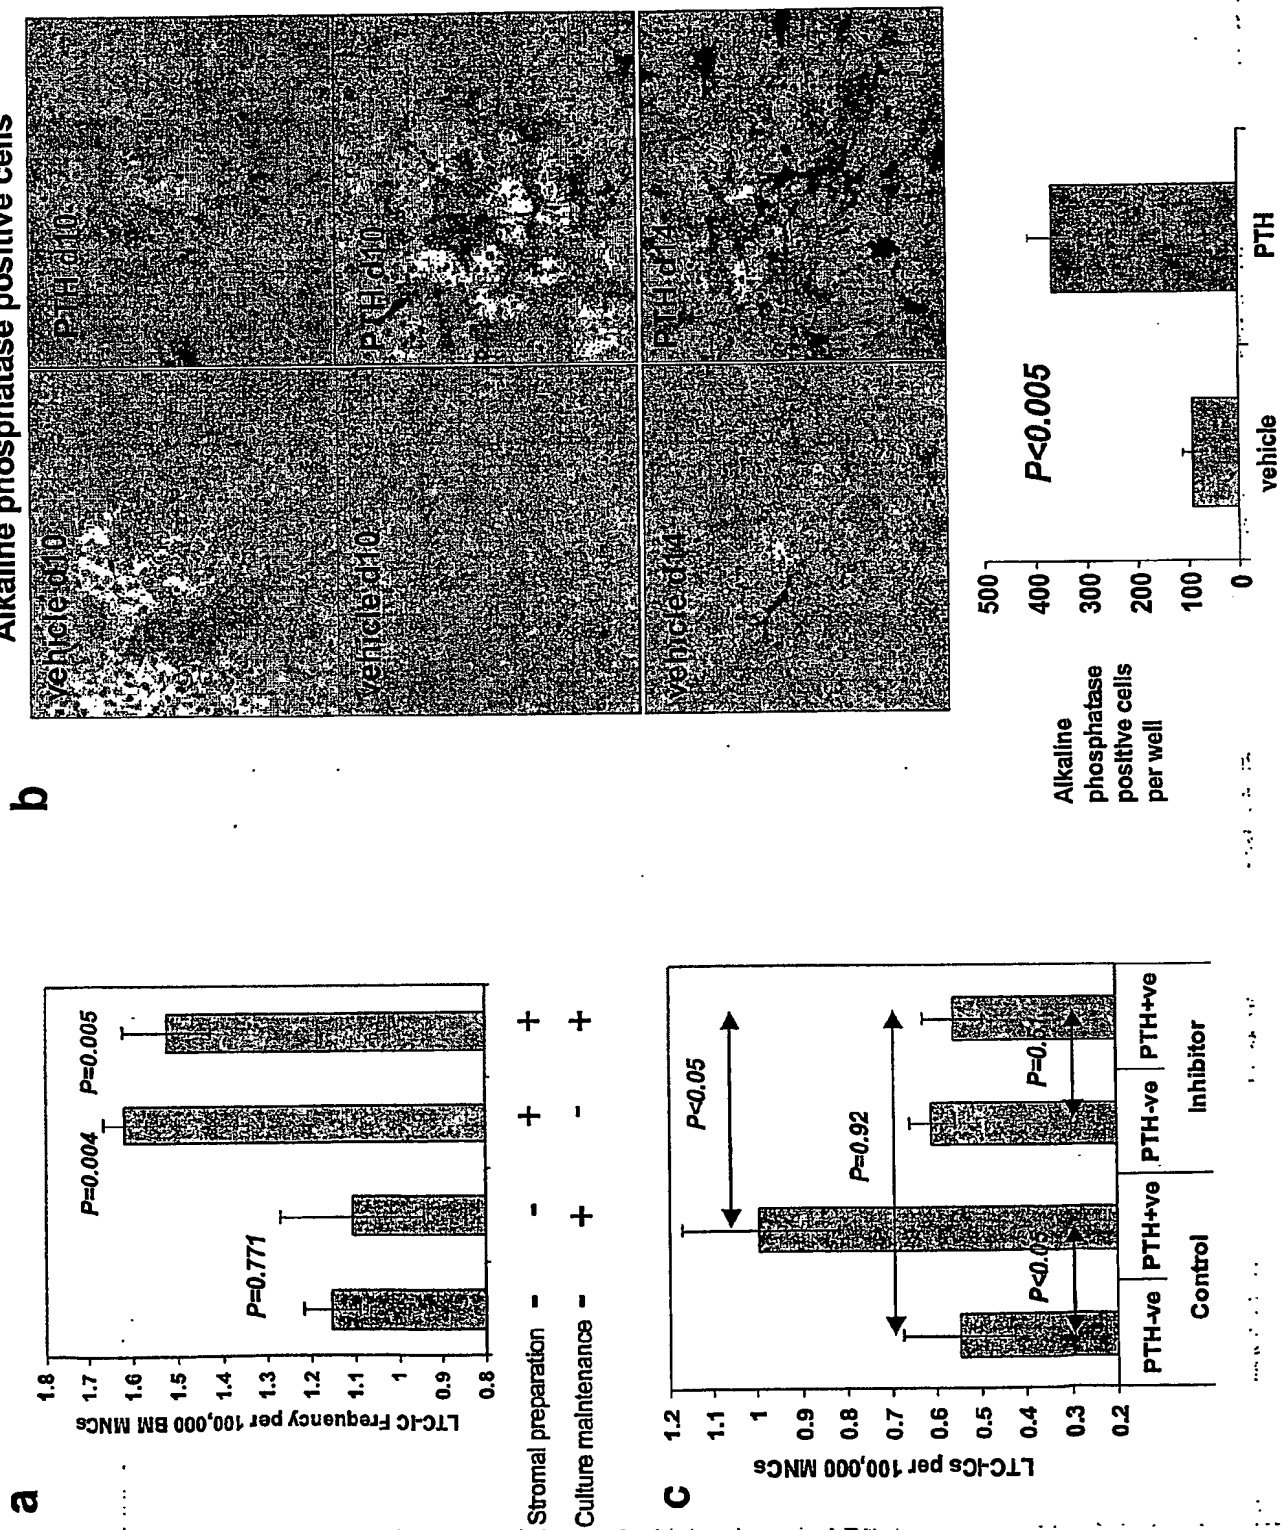 a
LTC-IC Frequency per 100,000 BM MNCs
1.8
1.7
1.6
1.5
1.4
1.3
1.2
1.1
1
0.9
0.8
P=0.771
P=0.004
P=0.005
Stromal preparation - - + +
Culture maintenance - + - +
b
Alkaline phosphatase positive cells
vehicle d10
PTH d10
vehicle d10
PTH d10
vehicle d14
PTH d14
Alkaline
phosphatase
positive cells
per well
500
400
300
200
100
0
P<0.005
vehicle
PTH
c
LTC-ICs per 100,000 MNCs
1.2
1.1
1
0.9
0.8
0.7
0.6
0.5
0.4
0.3
0.2
P<0.05
P=0.92
P<0.05
PTH-ve PTH+ve PTH-ve PTH+ve
Control Inhibitor